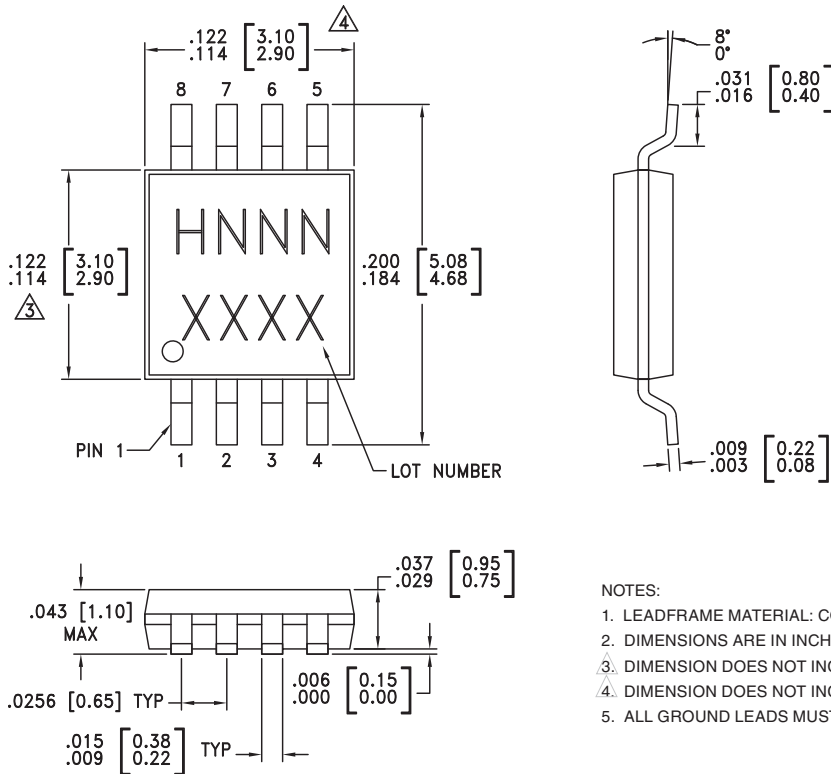 .122 [3.10]
.114 [2.90]
4
8 7 6 5
HNNN
XXXX
.122 [3.10]
.114 [2.90]
3
.200 [5.08]
.184 [4.68]
PIN 1
1 2 3 4
LOT NUMBER
8°
0°
.031 [0.80]
.016 [0.40]
.009 [0.22]
.003 [0.08]
.043 [1.10]
MAX
.037 [0.95]
.029 [0.75]
.0256 [0.65] TYP
.006 [0.15]
.000 [0.00]
.015 [0.38]
.009 [0.22]
TYP
NOTES:
1. LEADFRAME MATERIAL:
2. DIMENSIONS ARE IN
3. DIMENSION DOES NOT
4. DIMENSION DOES NOT
5. ALL GROUND LEADS